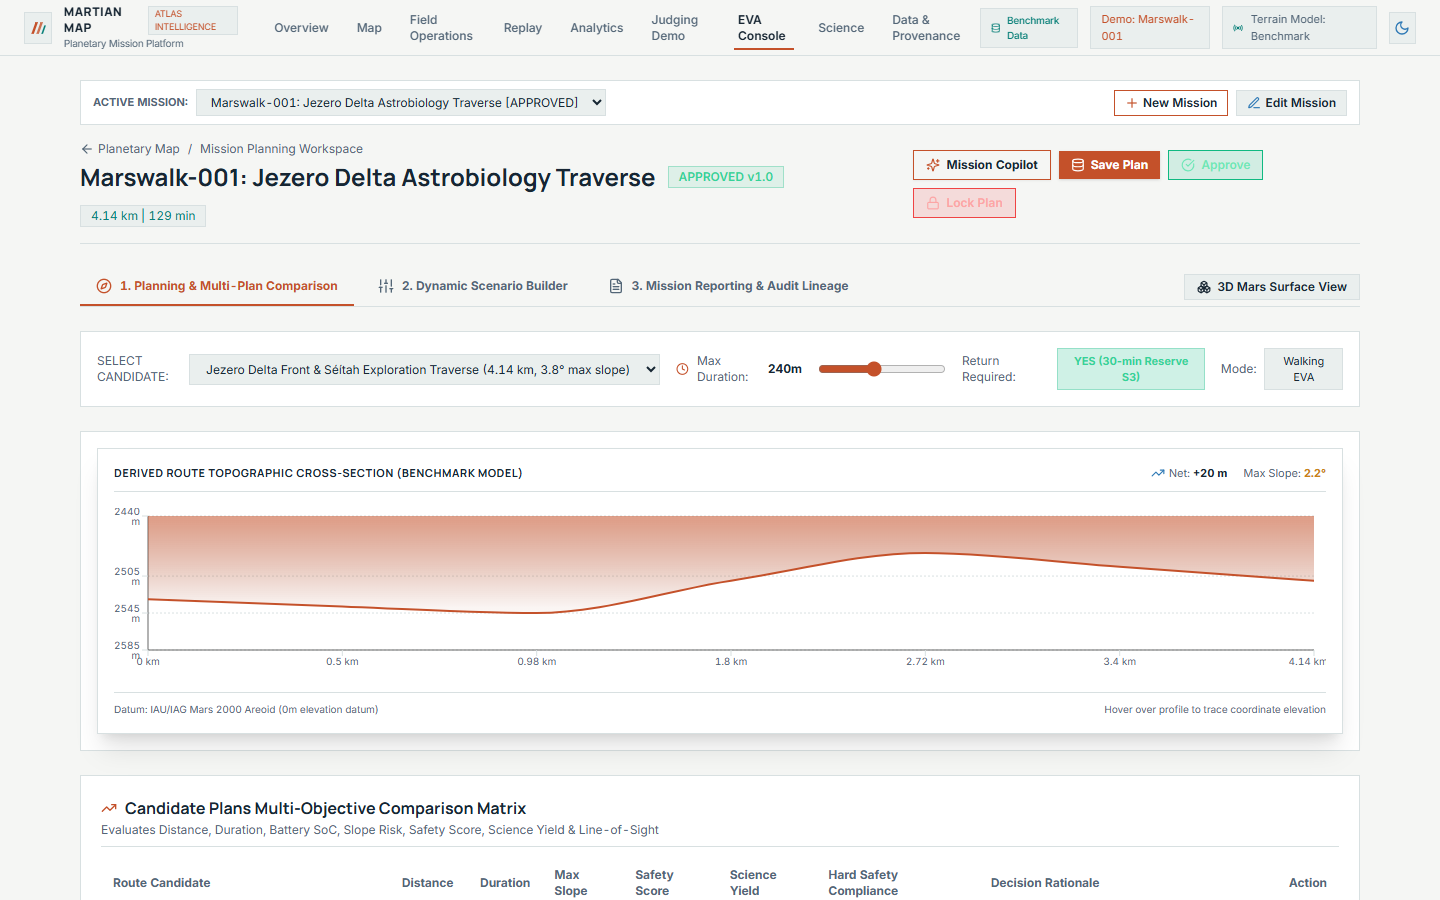 MARTIAN MAP
ATLAS INTELLIGENCE
Planetary Mission Platform
Overview
Map
Field Operations
Replay
Analytics
Judging Demo
EVA Console
Science
Data & Provenance
Benchmark Data
Demo: Marswalk-001
Terrain Model: Benchmark
ACTIVE MISSION:
Marswalk-001: Jezero Delta Astrobiology Traverse [APPROVED]
New Mission
Edit Mission
Planetary Map / Mission Planning Workspace
Marswalk-001: Jezero Delta Astrobiology Traverse
APPROVED v1.0
4.14 km | 129 min
Mission Copilot
Save Plan
Approve
Lock Plan
1. Planning & Multi-Plan Comparison
2. Dynamic Scenario Builder
3. Mission Reporting & Audit Lineage
3D Mars Surface View
SELECT CANDIDATE:
Jezero Delta Front & Séítah Exploration Traverse (4.14 km, 3.8° max slope)
Max Duration:
240m
Return Required:
YES (30-min Reserve S3)
Mode:
Walking EVA
DERIVED ROUTE TOPOGRAPHIC CROSS-SECTION (BENCHMARK MODEL)
Net: +20 m
Max Slope: 2.2°
2440 m
2505 m
2545 m
2585 m
0 km
0.5 km
0.98 km
1.8 km
2.72 km
3.4 km
4.14 km
Datum: IAU/IAG Mars 2000 Areoid (0m elevation datum)
Hover over profile to trace coordinate elevation
Candidate Plans Multi-Objective Comparison Matrix
Evaluates Distance, Duration, Battery SoC, Slope Risk, Safety Score, Science Yield & Line-of-Sight
Route Candidate
Distance
Duration
Max Slope
Safety Score
Science Yield
Hard Safety Compliance
Decision Rationale
Action